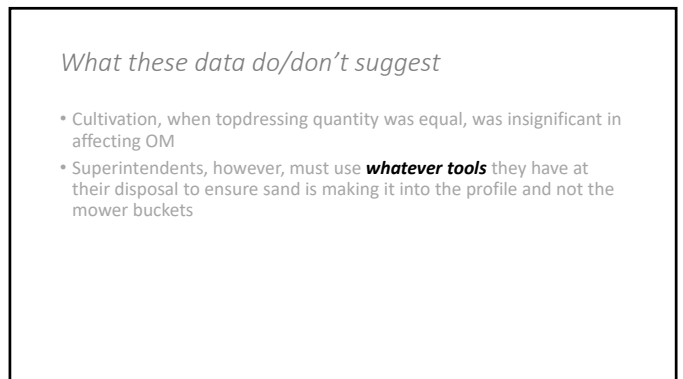 What these data do/don’t suggest
• Cultivation, when topdressing quantity was equal, was insignificant in
affecting OM
• Superintendents, however, must use whatever tools they have at
their disposal to ensure sand is making it into the profile and not the
mower buckets